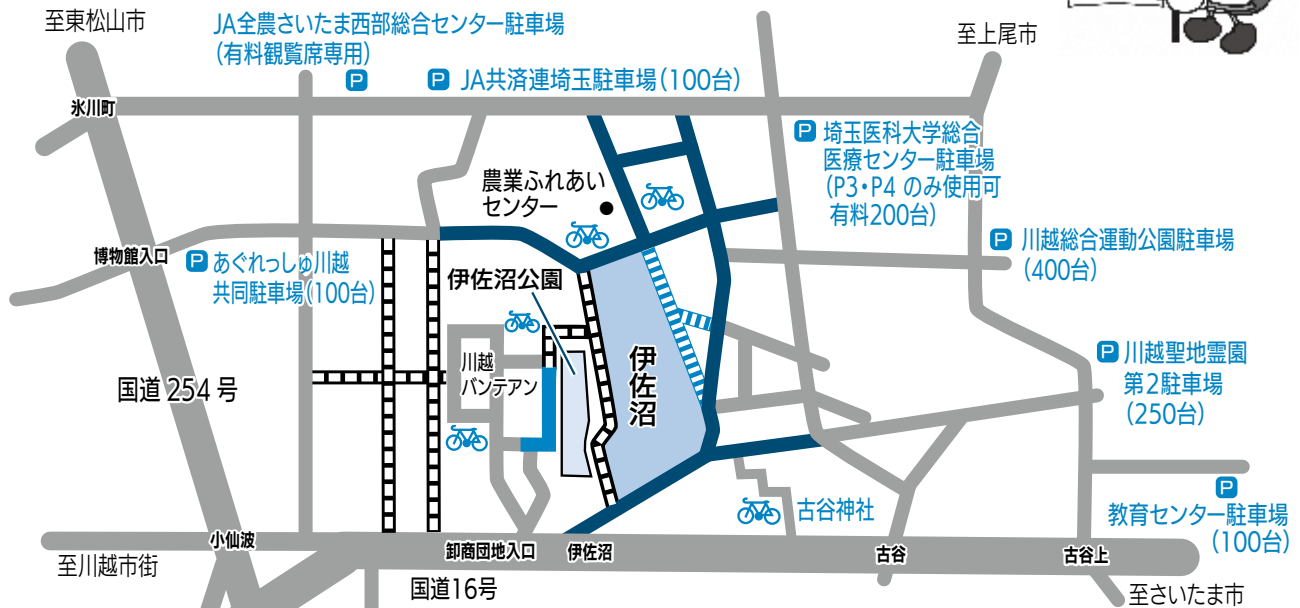 至東松山市
JA全農さいたま西部総合センター駐車場
(有料観覧席専用)
P
P JA共済連埼玉駐車場(100台)
至上尾市
氷川町
P 埼玉医科大学総合
医療センター駐車場
(P3・P4 のみ使用可
有料200台)
農業ふれあい
センター
博物館入口
P あぐれっしゅ川越
共同駐車場(100台)
伊佐沼公園
P 川越総合運動公園駐車場
(400台)
川越
バンテアン
伊佐沼
国道 254 号
P 川越聖地霊園
第2駐車場
(250台)
古谷神社
P
教育センター駐車場
(100台)
小仙波
卸商団地入口
伊佐沼
古谷
古谷上
至川越市街
国道16号
至さいたま市